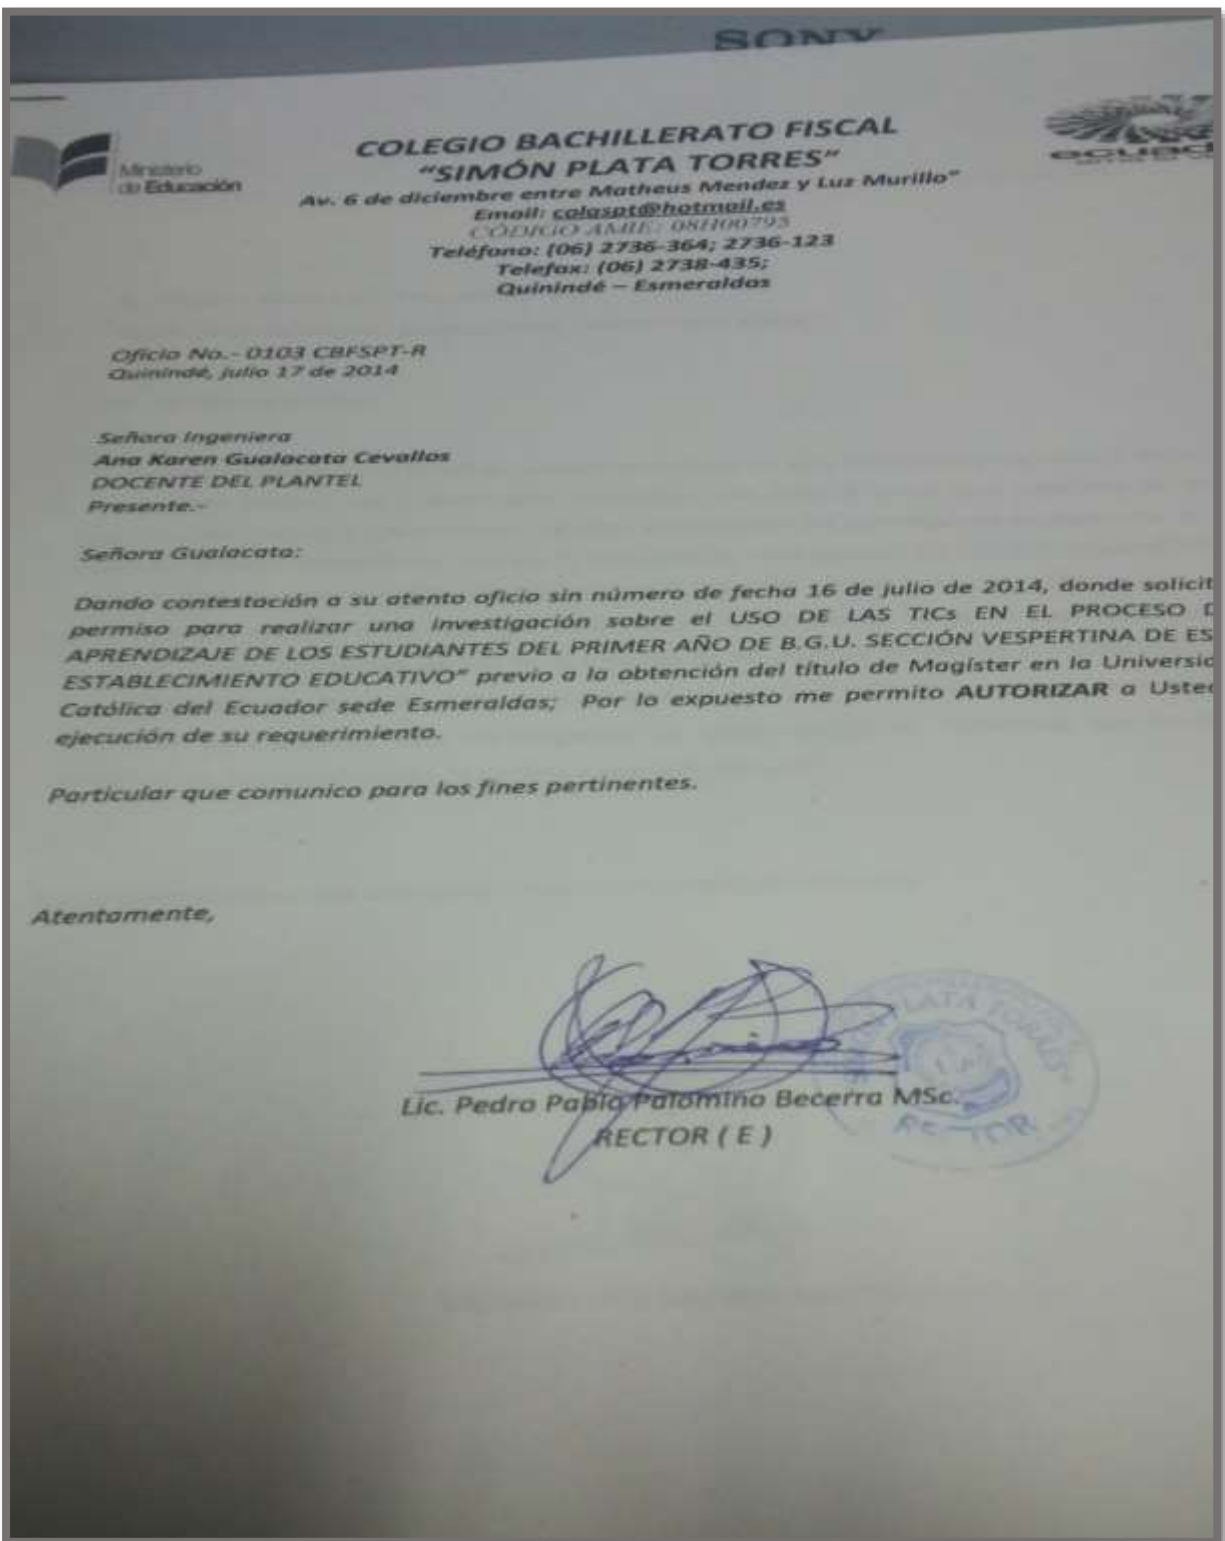 SONY
Ministerio
de Educación
ecuad
COLEGIO BACHILLERATO FISCAL
"SIMÓN PLATA TORRES"
Av. 6 de diciembre entre Matheus Mendez y Luz Murillo"
Email: colaspt@hotmail.es
CÓDIGO AMIE: 08H00795
Teléfono: (06) 2736-364; 2736-123
Telefax: (06) 2738-435;
Quinindé – Esmeraldas
Oficio No.- 0103 CBFSPT-R
Quinindé, julio 17 de 2014
Señora Ingeniera
Ana Karen Gualacata Cevallos
DOCENTE DEL PLANTEL
Presente.-
Señora Gualacata:
Dando contestación a su atento oficio sin número de fecha 16 de julio de 2014, donde solicit
permiso para realizar una investigación sobre el USO DE LAS TICs EN EL PROCESO D
APRENDIZAJE DE LOS ESTUDIANTES DEL PRIMER AÑO DE B.G.U. SECCIÓN VESPERTINA DE ES
ESTABLECIMIENTO EDUCATIVO" previo a la obtención del título de Magíster en la Universid
Católica del Ecuador sede Esmeraldas; Por lo expuesto me permito AUTORIZAR a Uste
ejecución de su requerimiento.
Particular que comunico para los fines pertinentes.
Atentamente,
Lic. Pedro Pablo Palomino Becerra MSc.
RECTOR ( E )
PLATA TORRES"
RECTOR